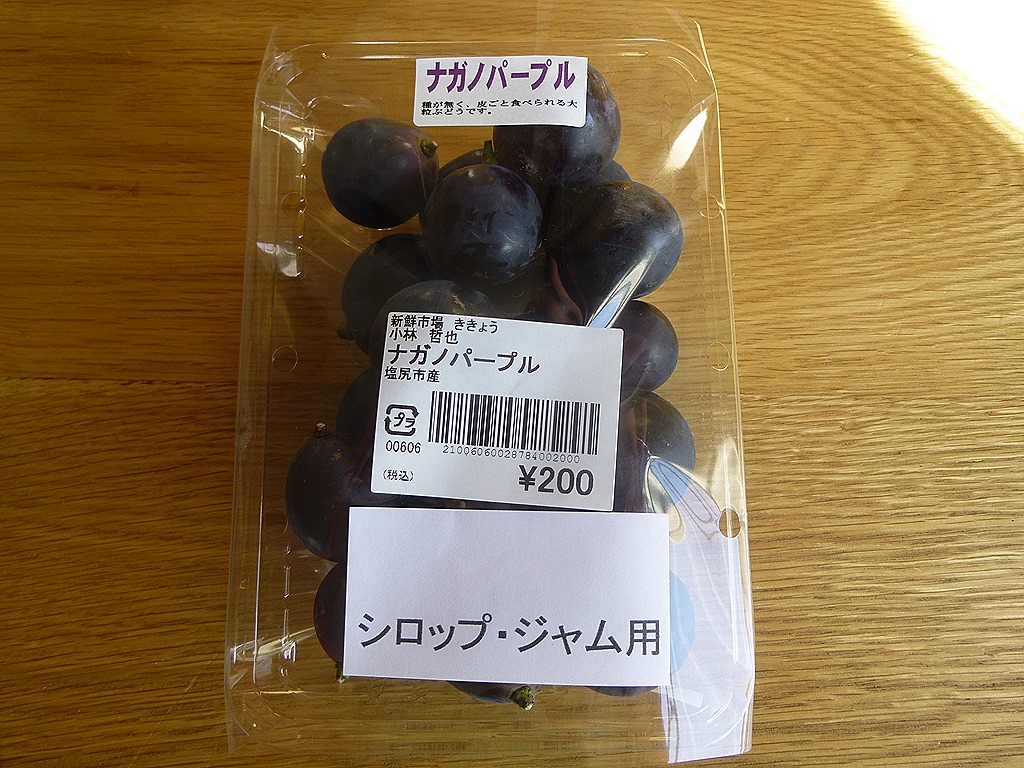 ナガノパープル
種が無く、皮ごと食べられる大
粒ぶどうです。
新鮮市場 ききょう
小林 哲也
ナガノパープル
塩尻市産
プラ
00606
21006060028784002000
(税込)
¥200
シロップ・ジャム用